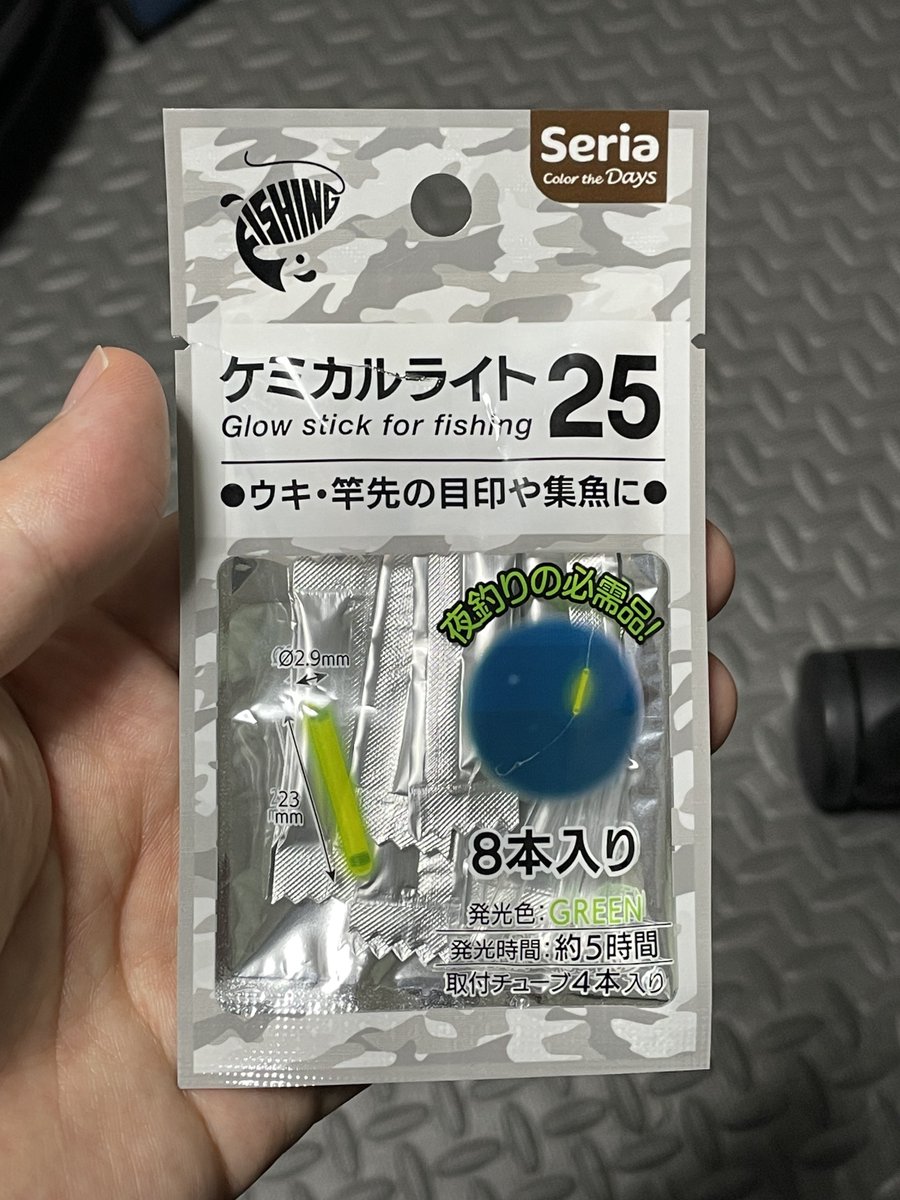 Seria
Color the Days
FISHING
ケミカルライト 25
Glow stick for fishing
●ウキ・竿先の目印や集魚に●
夜釣りの必需品!
Ø2.9mm
23
mm
8本入り
発光色:GREEN
発光時間:約5時間
取付チューブ4本入り